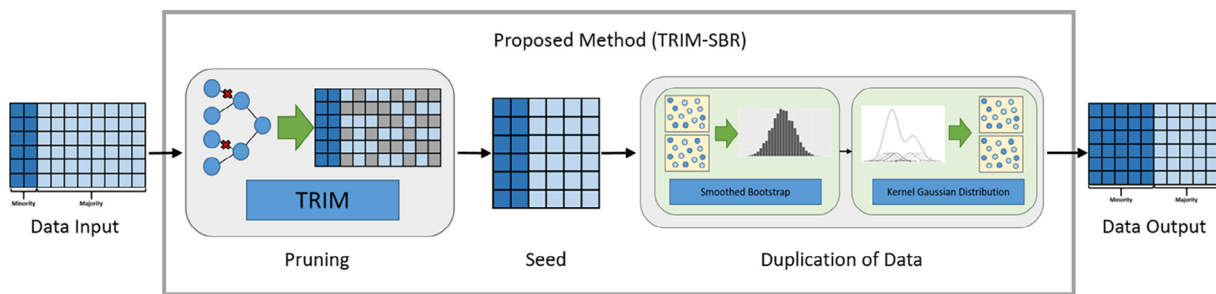 Proposed Method (TRIM-SBR)
Minority Majority
Data Input
TRIM
Pruning
Seed
Smoothed Bootstrap
Kernel Gaussian Distribution
Duplication of Data
Minority Majority
Data Output